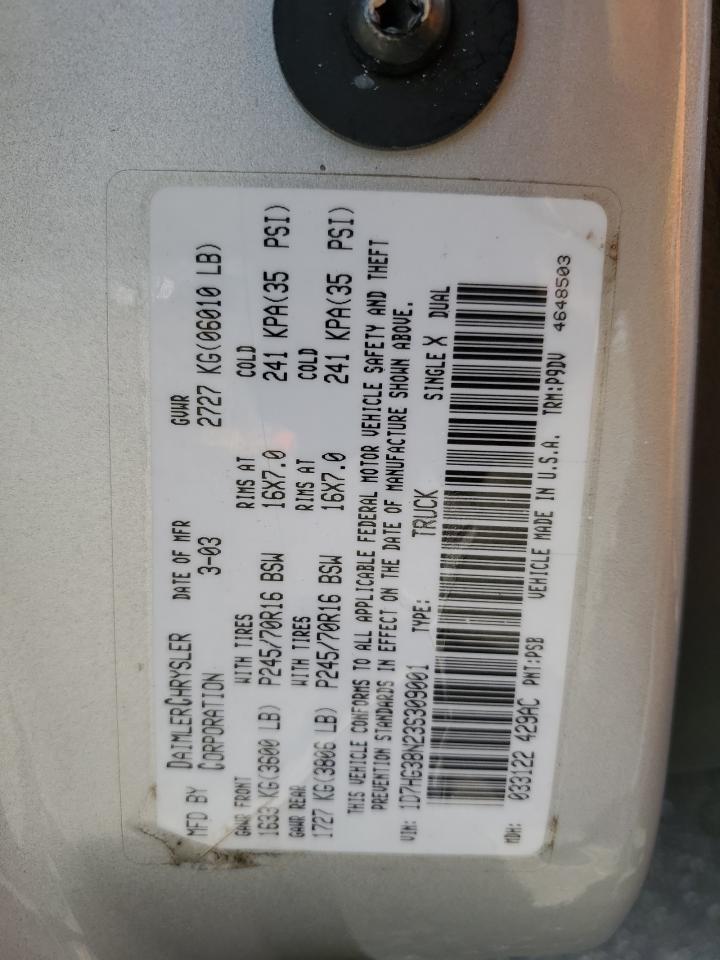 MFD BY DAIMLERCHRYSLER CORPORATION DATE OF MFR 3-03 GVWR 2727 KG(06010 LB)
GAWR FRONT WITH TIRES RIMS AT COLD
1633 KG(3600 LB) P245/70R16 BSW 16X7.0 241 KPA(35 PSI)
GAWR REAR WITH TIRES RIMS AT COLD
1727 KG(3806 LB) P245/70R16 BSW 16X7.0 241 KPA(35 PSI)
THIS VEHICLE CONFORMS TO ALL APPLICABLE FEDERAL MOTOR VEHICLE SAFETY AND THEFT
PREVENTION STANDARDS IN EFFECT ON THE DATE OF MANUFACTURE SHOWN ABOVE.
VIN: 1D7HG38N23S309001 TYPE: TRUCK SINGLE X DUAL
MDH: 033122 429AC PNT:PSB VEHICLE MADE IN U.S.A. TRM:P9DV 4648503